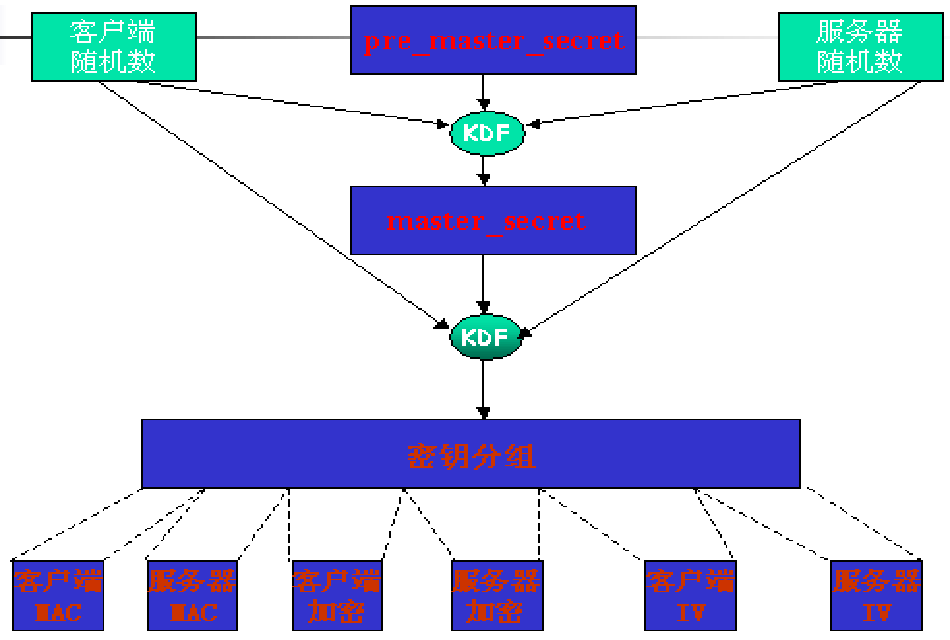 客户端
随机数
pre_master_secret
服务器
随机数
KDF
master_secret
KDF
密钥分组
客户端
MAC
服务器
MAC
客户端
加密
服务器
加密
客户端
IV
服务器
IV